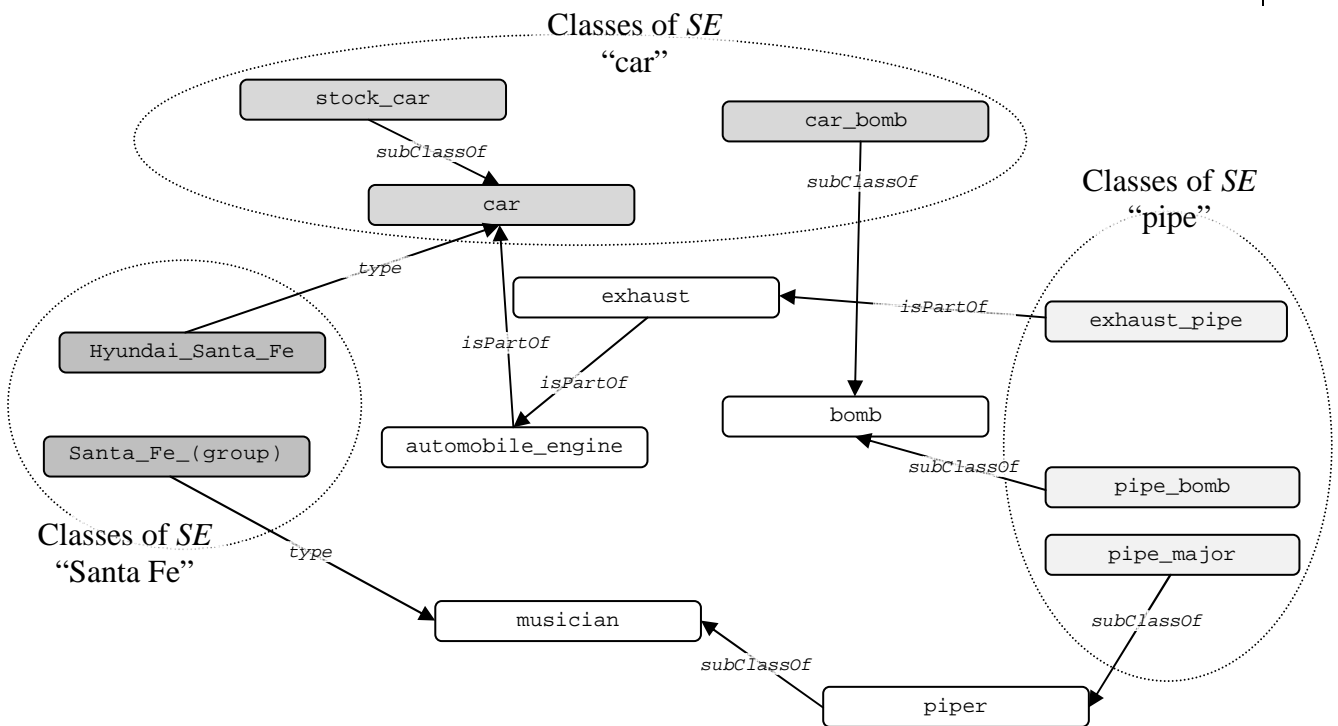 Classes of SE
“car”
stock_car
car_bomb
subClassOf
subClassOf
Classes of SE
“pipe”
car
type
exhaust
isPartOf
exhaust_pipe
Hyundai_Santa_Fe
isPartOf
isPartOf
bomb
automobile_engine
Santa_Fe_(group)
subClassOf
pipe_bomb
Classes of SE
“Santa Fe”
type
pipe_major
musician
subClassOf
subClassOf
piper